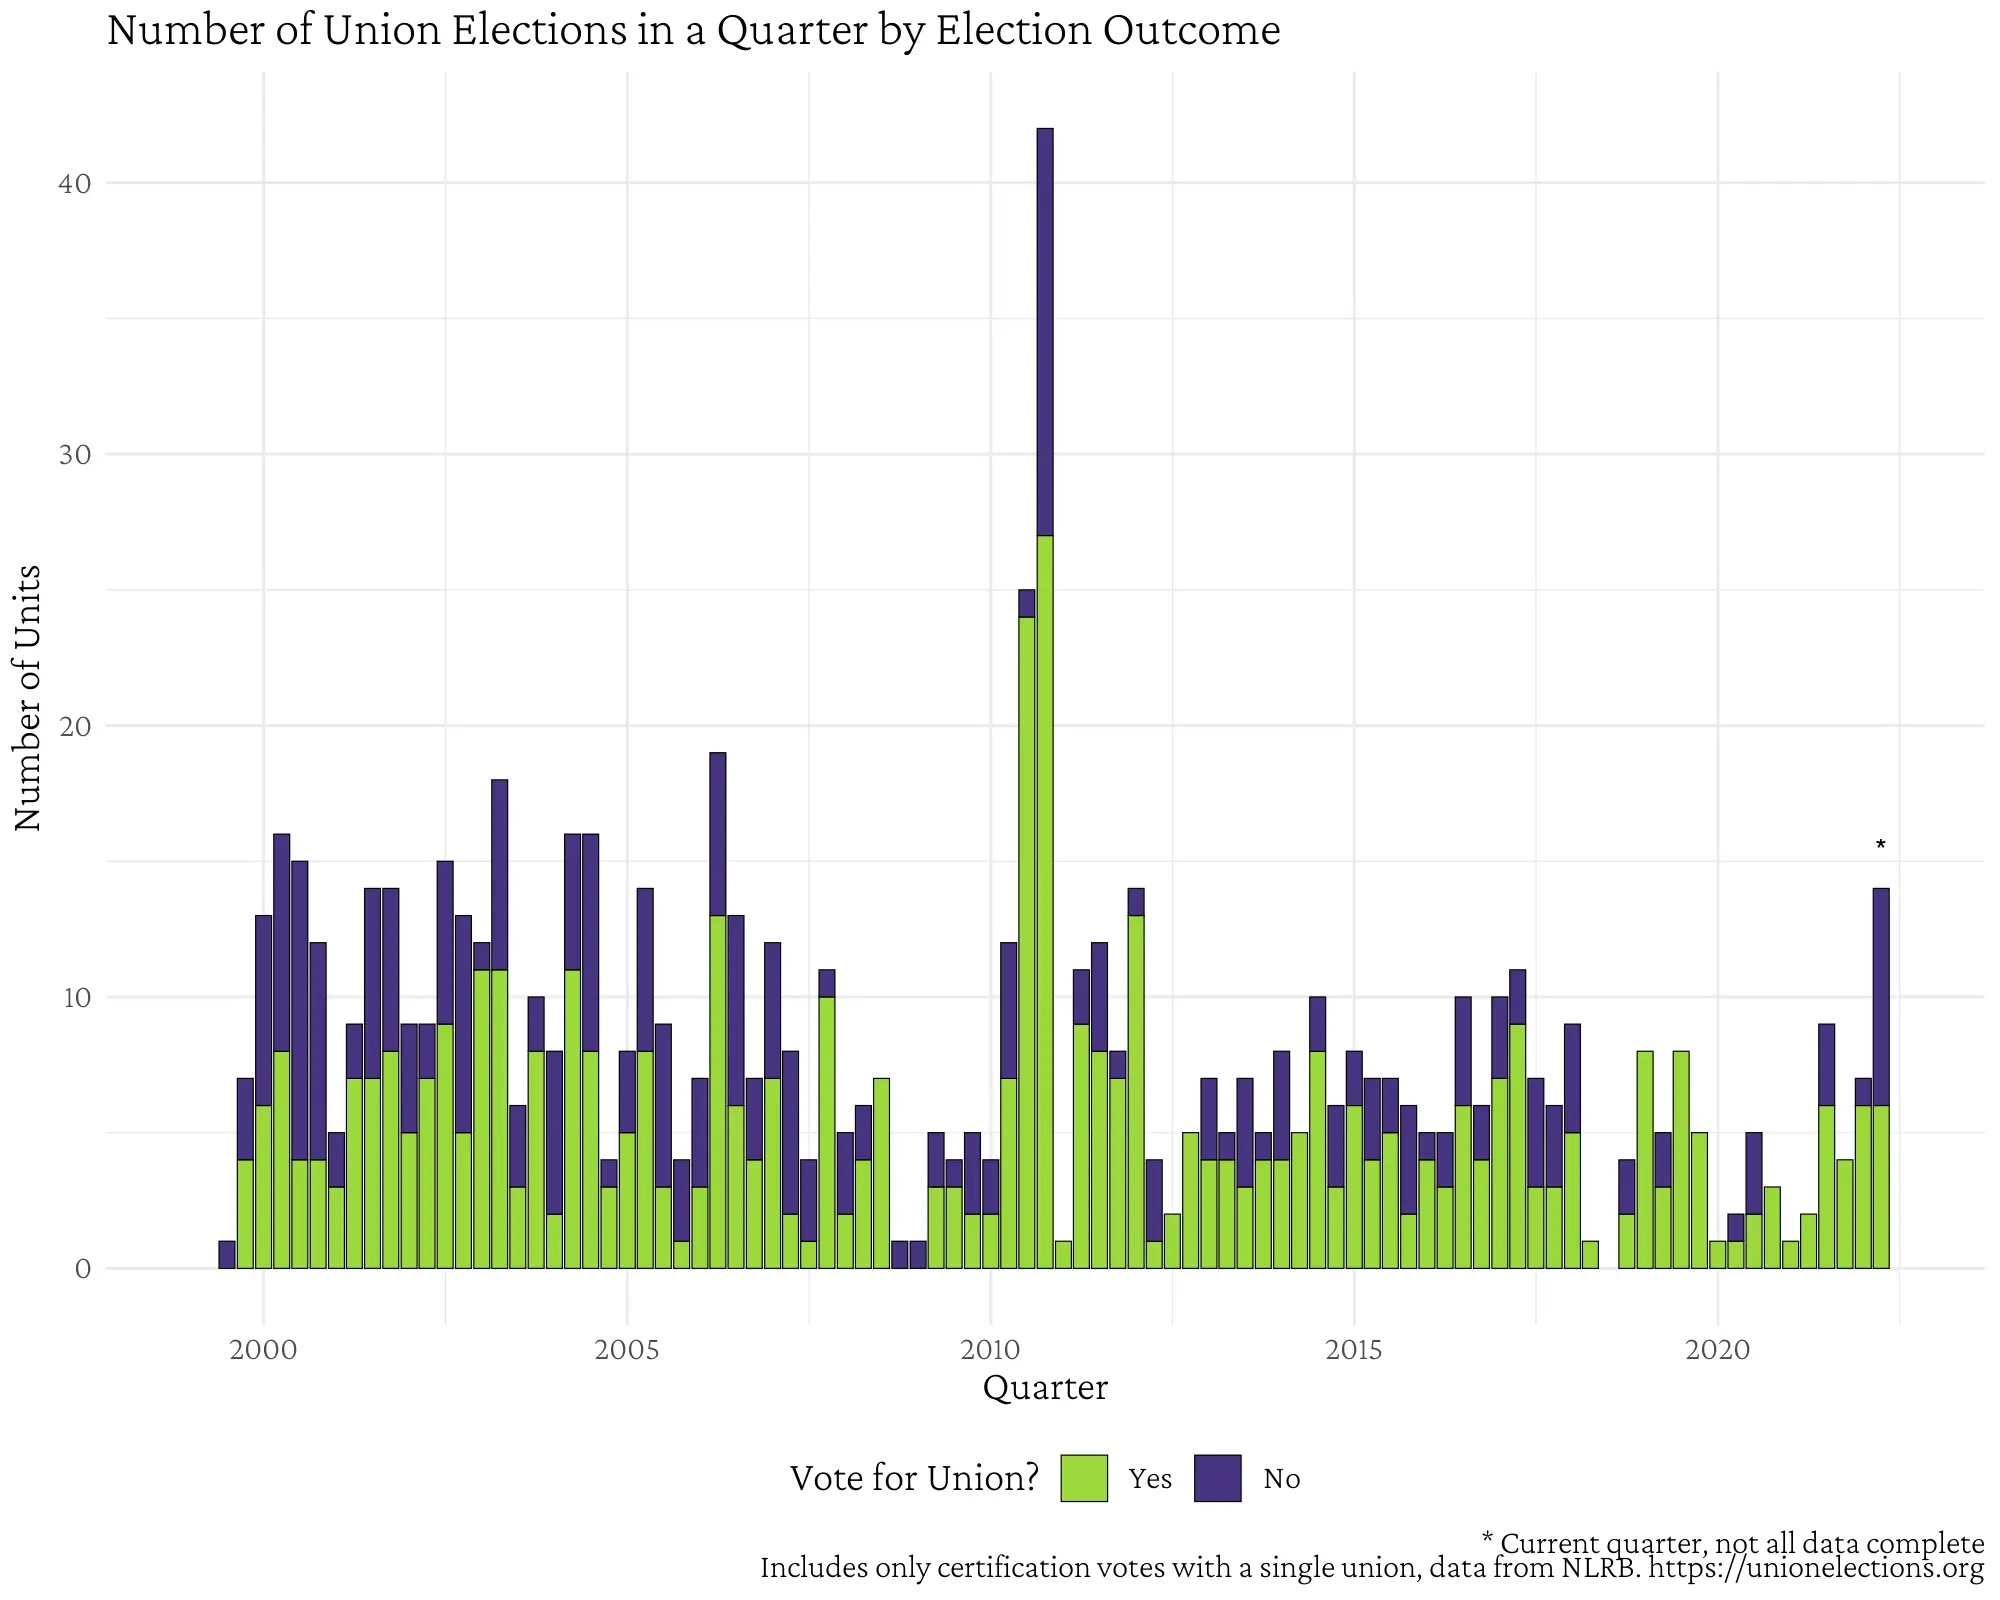 Number of Union Elections in a Quarter by Election Outcome
Number of Units
40
30
20
10
0
*
2000 2005 2010 2015 2020
Quarter
Vote for Union? Yes No
* Current quarter, not all data complete
Includes only certification votes with a single union, data from NLRB. https://unionelections.org